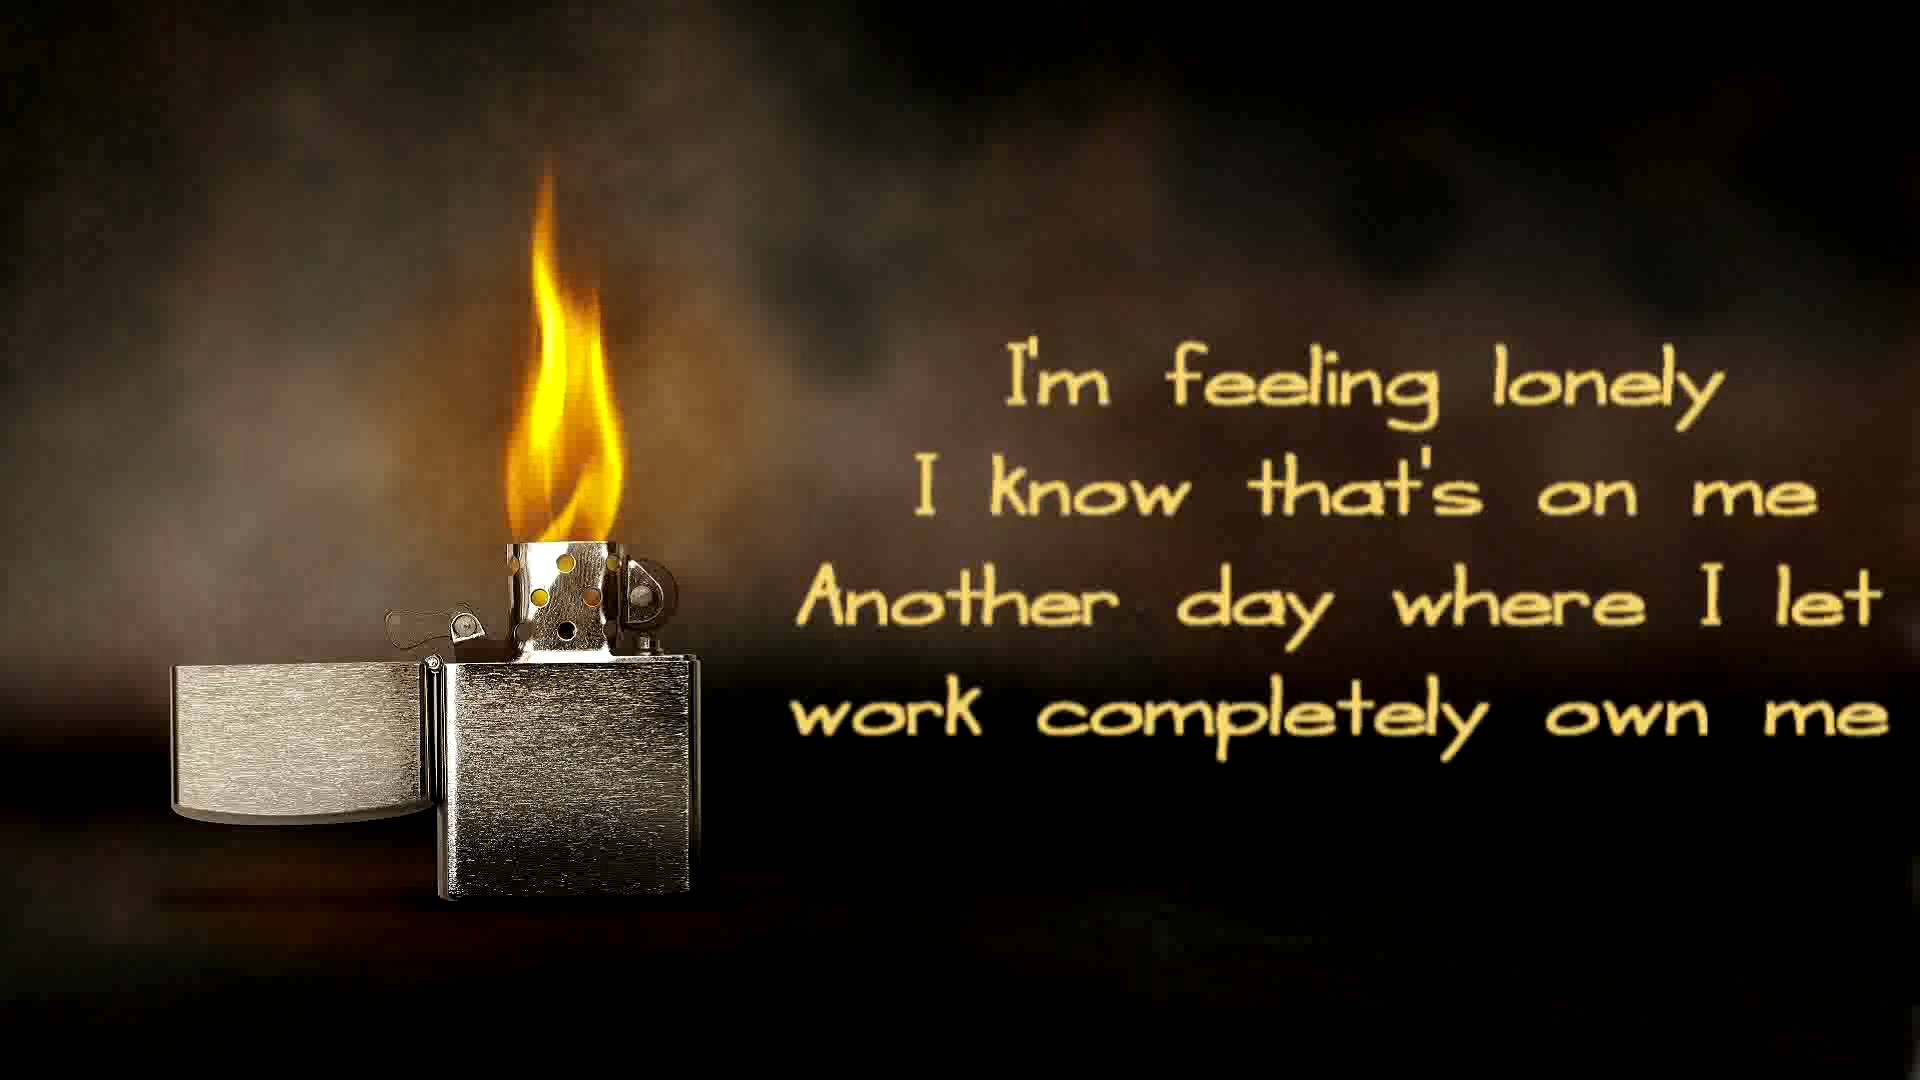 I'm feeling lonely
I know that's on me
Another day where I let
work completely own me